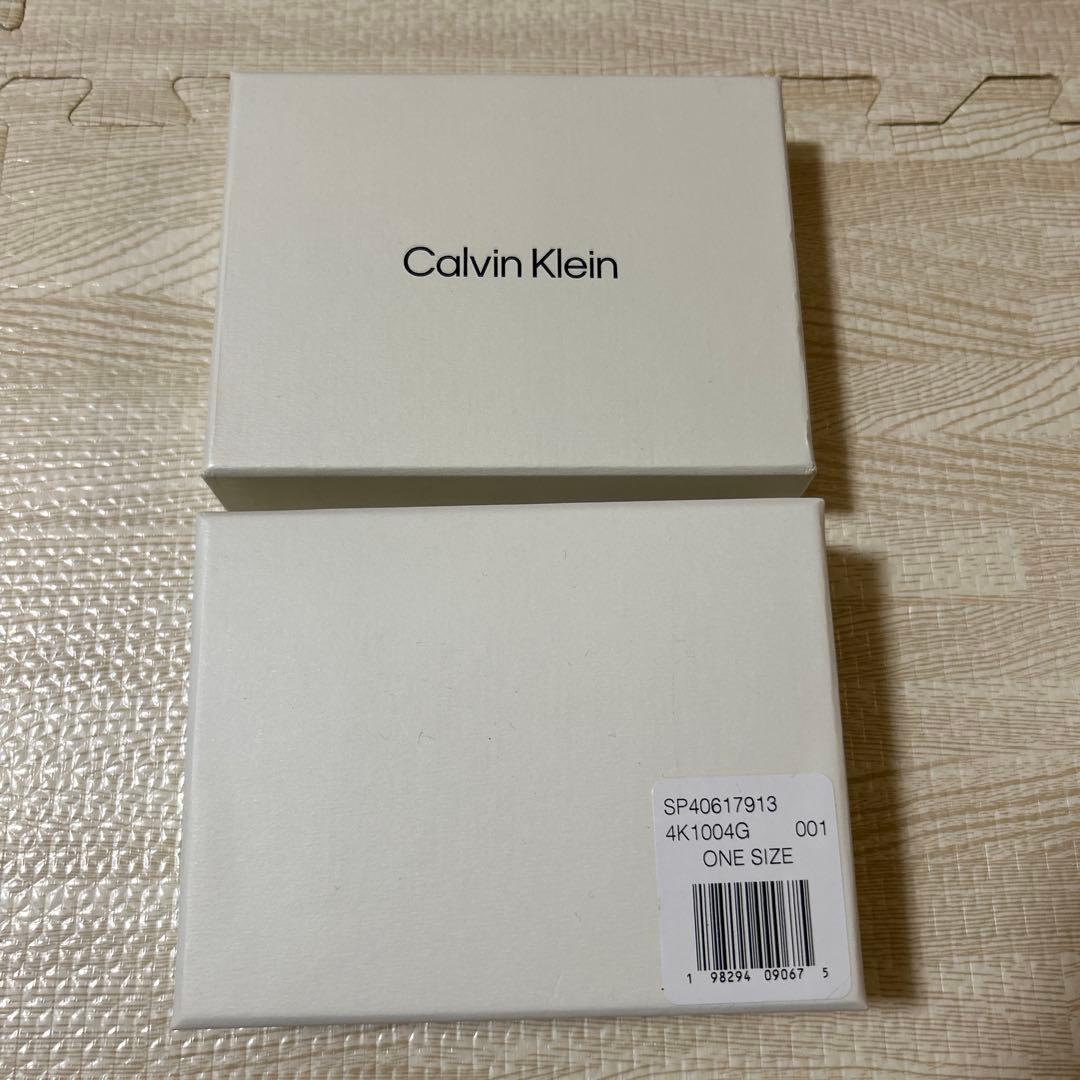 Calvin Klein
SP40617913
4K1004G 001
ONE SIZE
1 98294 09067 5